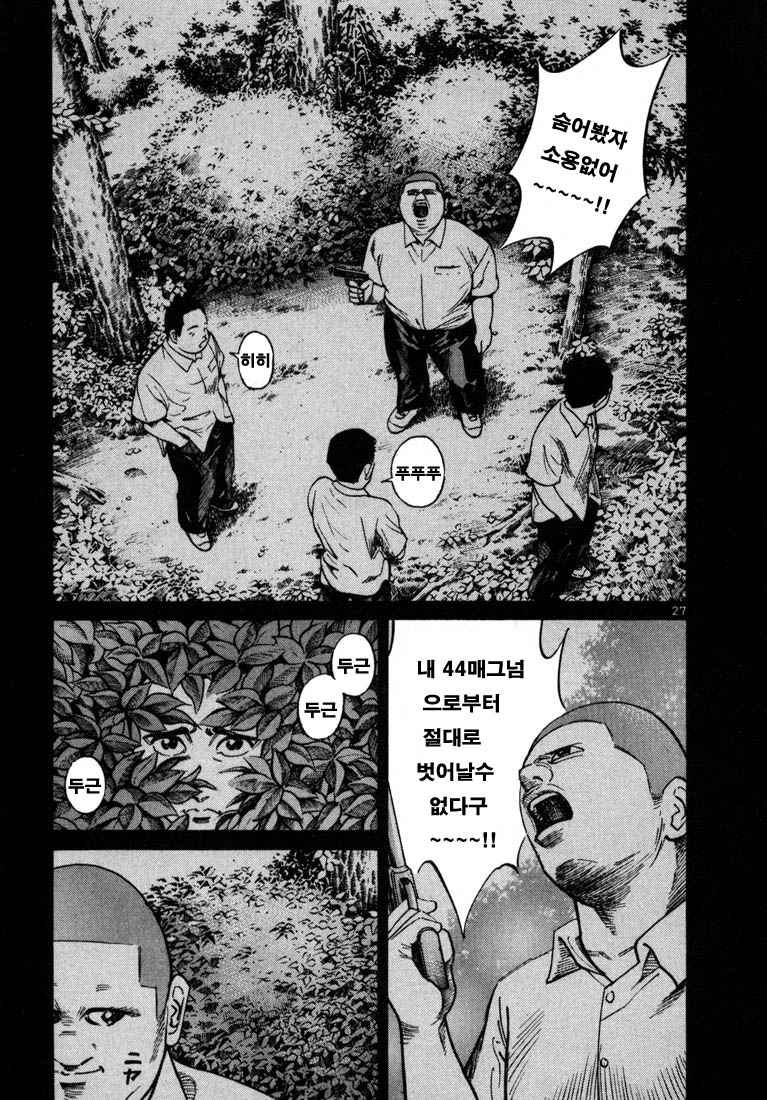 숨어봤자
소용없어
~~~~~!!
히히
푸푸푸
27
내 44매그넘
으로부터
절대로
벗어날수
없다구
~~~~!!
두근
두근
두근
ニヤ